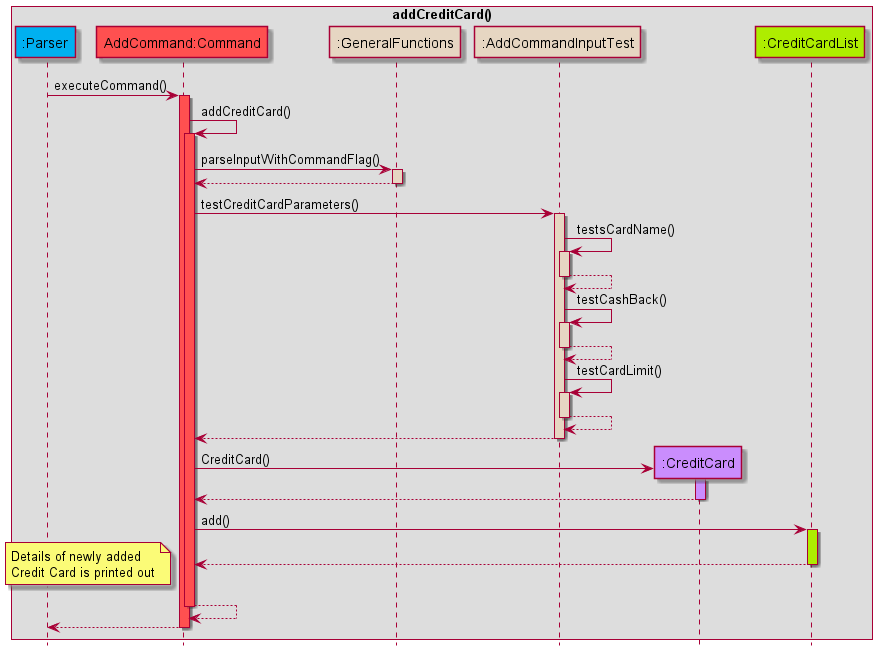 addCreditCard()
:Parser
AddCommand:Command
:GeneralFunctions
:AddCommandInputTest
:CreditCardList
executeCommand()
addCreditCard()
parseInputWithCommandFlag()
testCreditCardParameters()
testsCardName()
testCashBack()
testCardLimit()
CreditCard()
:CreditCard
add()
Details of newly added
Credit Card is printed out